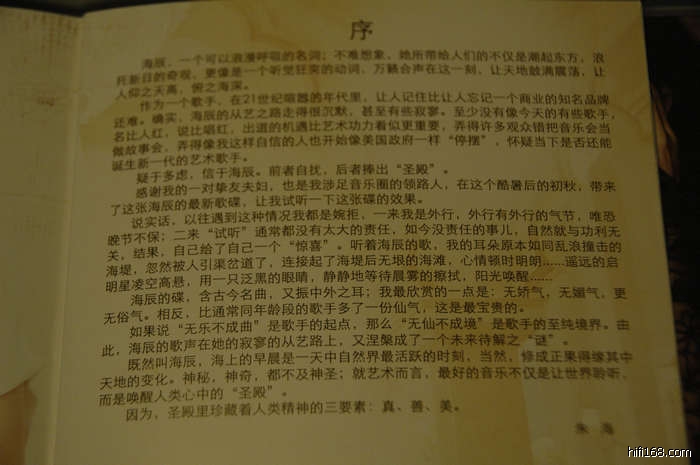 序
海辰，一个可以浪漫呼吸的名词；不难想象，她所带给人们的不仅是潮起东方，浪
托新日的奇观，更像是一个听觉狂突的动词，万籁合声在这一刻，让天地鼓满震荡，让
人仰之天高，俯之海深。
作为一个歌手，在21世纪喧嚣的年代里，让人记住比让人忘记一个商业的知名品牌
还难。确实，海辰的从艺之路走得很沉默，甚至有些寂寥。至少没有像今天的有些歌手，
名比人红，说比唱红，出道的机遇比艺术功力看似更重要，弄得许多观众错把音乐会当
做故事会，弄得像我这样自信的人也开始像美国政府一样“停摆”，怀疑当下是否还能
诞生新一代的艺术歌手。
疑于多虑，信于海辰。前者自扰，后者捧出“圣殿”。
感谢我的一对挚友夫妇，也是我涉足音乐圈的领路人，在这个酷暑后的初秋，带来
了这张海辰的最新歌碟，让我试听一下这张碟的效果。
说实话，以往遇到这种情况我都是婉拒，一来我是外行，外行有外行的气节，唯恐
晚节不保；二来“试听”通常都没有太大的责任，如今没责任的事儿，自然就与功利无
关，结果，自己给了自己一个“惊喜”。听着海辰的歌，我的耳朵原本如同乱浪撞击的
海堤，忽然被人引渠岔道了，连接起了海堤后无垠的海滩，心情顿时明朗……遥远的启
明星凌空高悬，用一只泛黑的眼睛，静静地等待晨雾的擦拭，阳光唤醒……
海辰的碟，含古今名曲，又振中外之耳；我最欣赏的一点是：无娇气，无媚气，更
无俗气。相反，比通常同年龄段的歌手多了一份仙气，这是最宝贵的。
如果说“无乐不成曲”是歌手的起点，那么“无仙不成境”是歌手的至纯境界。由
此，海辰的歌声在她的寂寥的从艺路上，又涅槃成了一个未来待解之“谜”。
既然叫海辰，海上的早晨是一天中自然界最活跃的时刻，当然，修成正果得缘其中
天地的变化。神秘，神奇，都不及神圣；就艺术而言，最好的音乐不仅是让世界聆听，
而是唤醒人类心中的“圣殿”。
因为，圣殿里珍藏着人类精神的三要素：真、善、美。
朱 海
hifi168.com